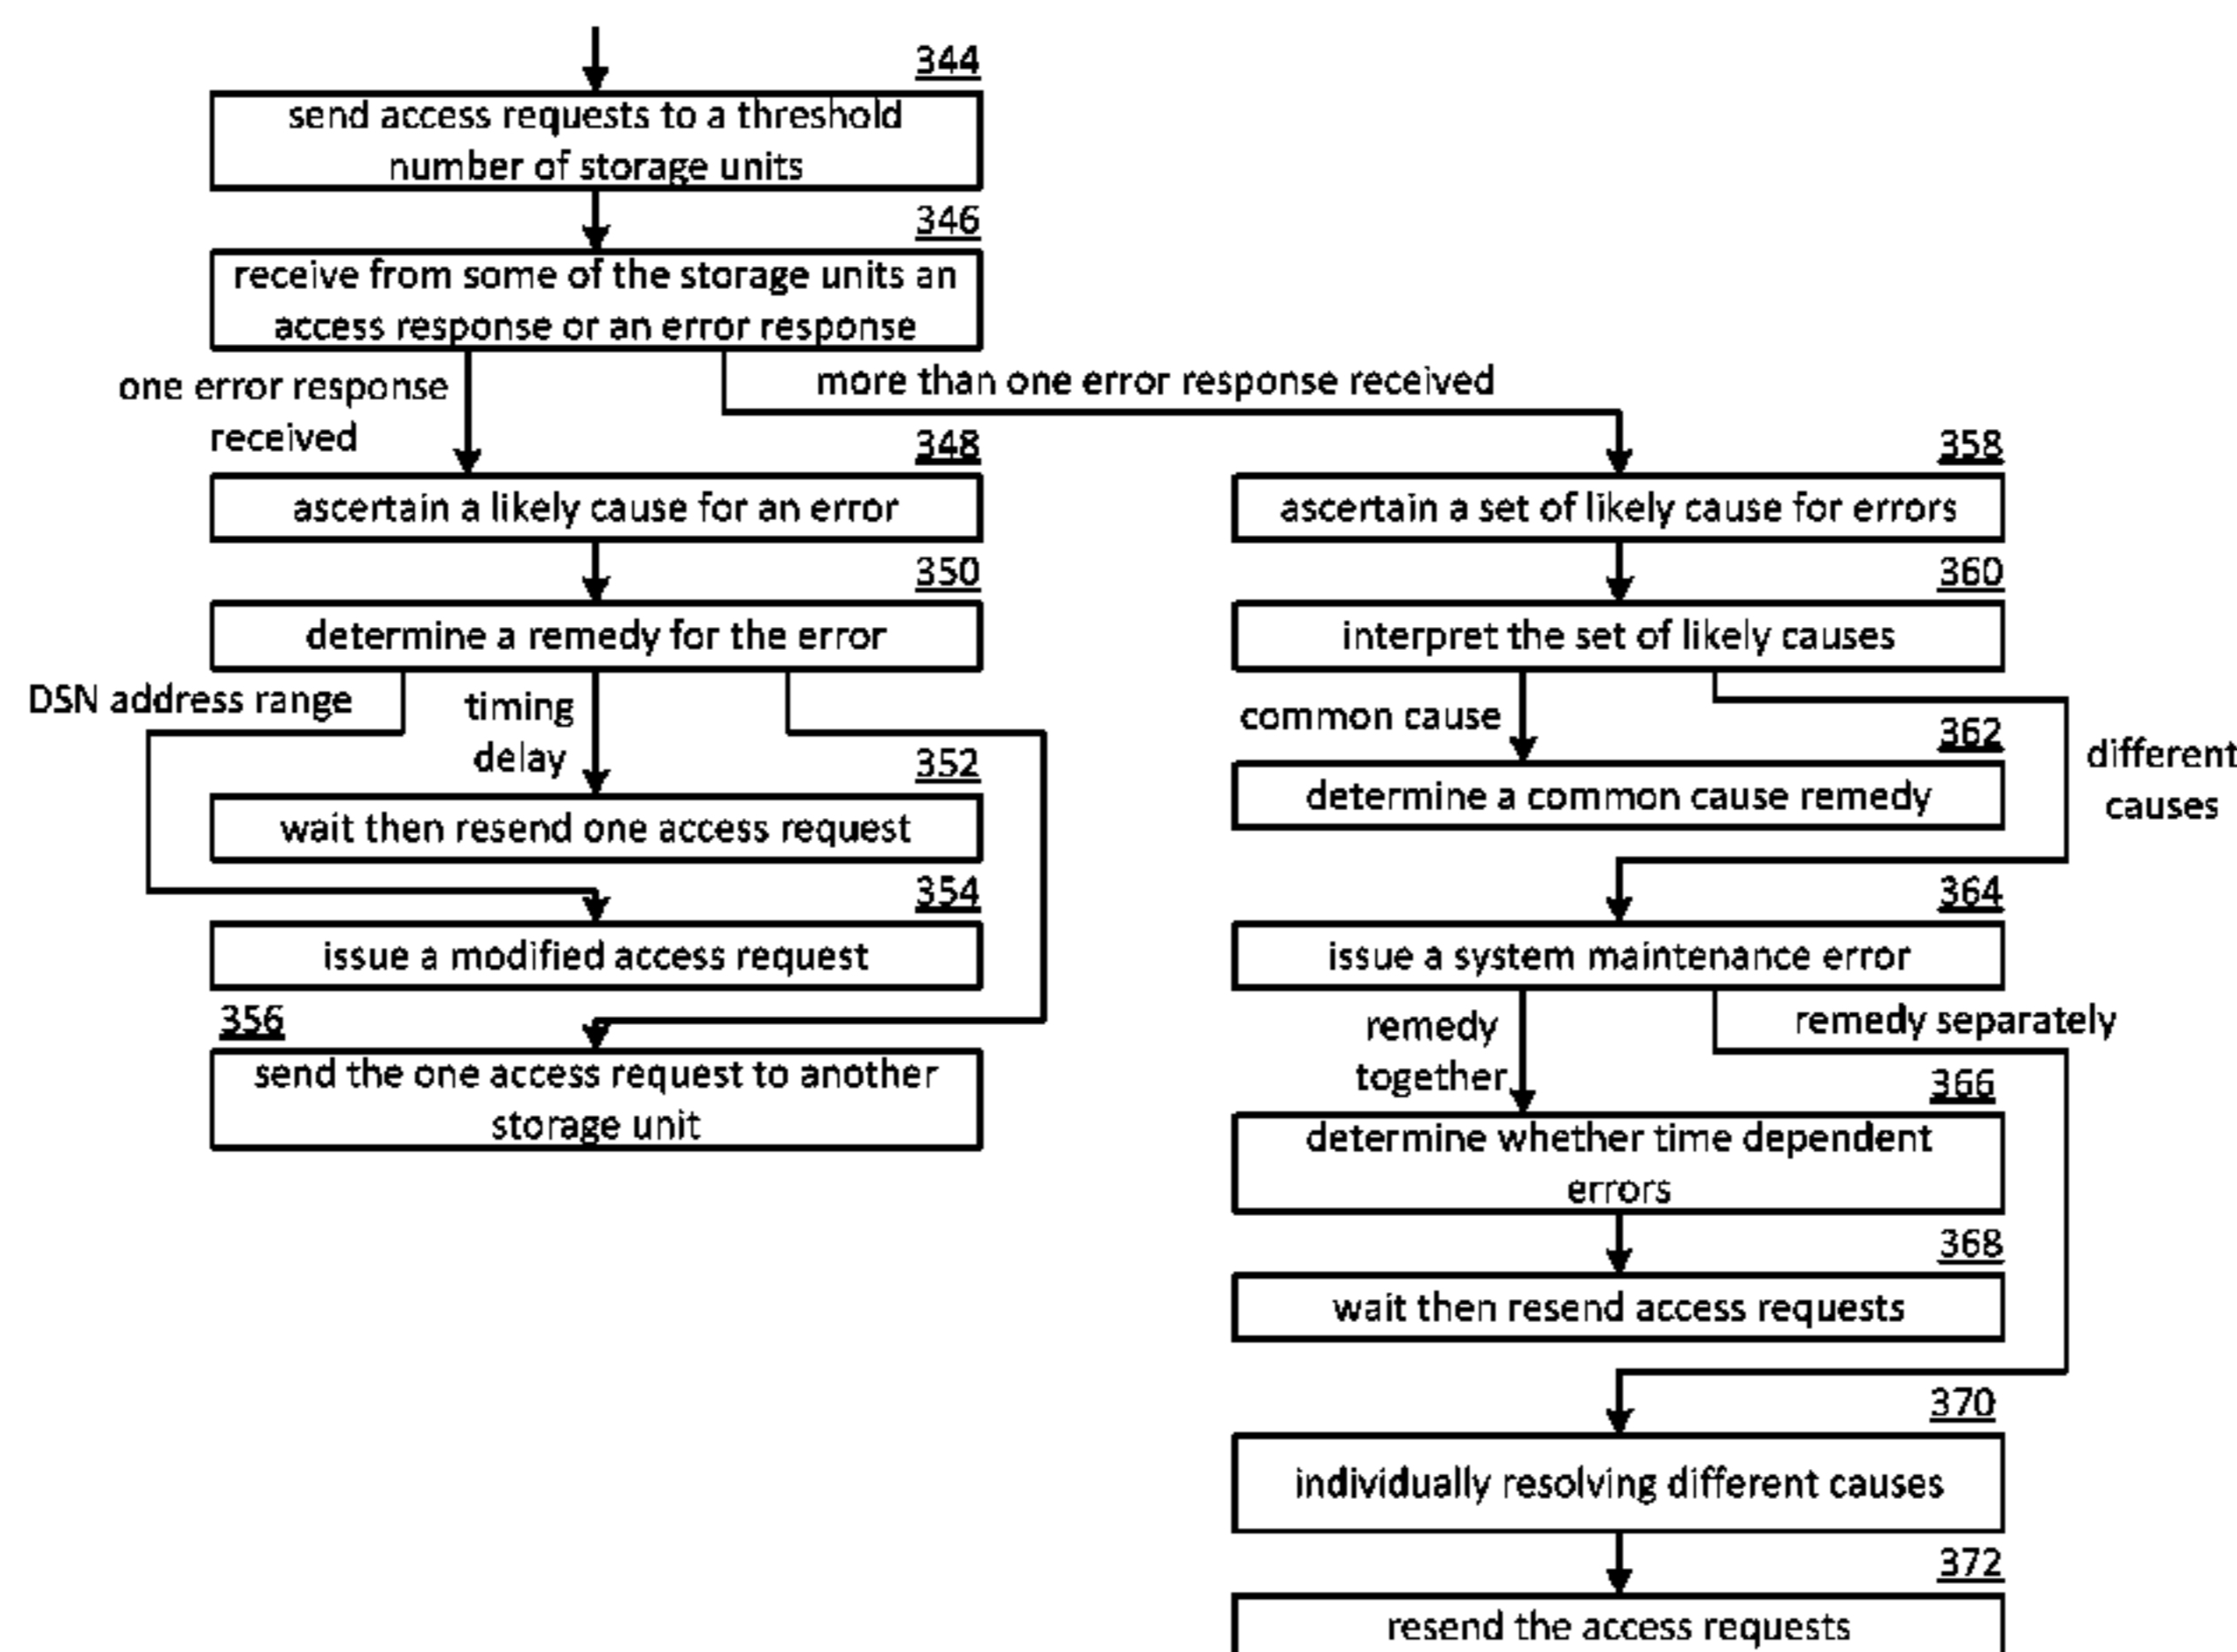 344
send access requests to a threshold
number of storage units
346
receive from some of the storage units an
access response or an error response
one error response
received
more than one error response received
348
ascertain a likely cause for an error
350
determine a remedy for the error
DSN address range
timing
delay
352
wait then resend one access request
354
issue a modified access request
356
send the one access request to another
storage unit
358
ascertain a set of likely cause for errors
360
interpret the set of likely causes
common cause
362
different
causes
determine a common cause remedy
364
issue a system maintenance error
remedy
together
remedy separately
366
determine whether time dependent
errors
368
wait then resend access requests
370
individually resolving different causes
372
resend the access requests